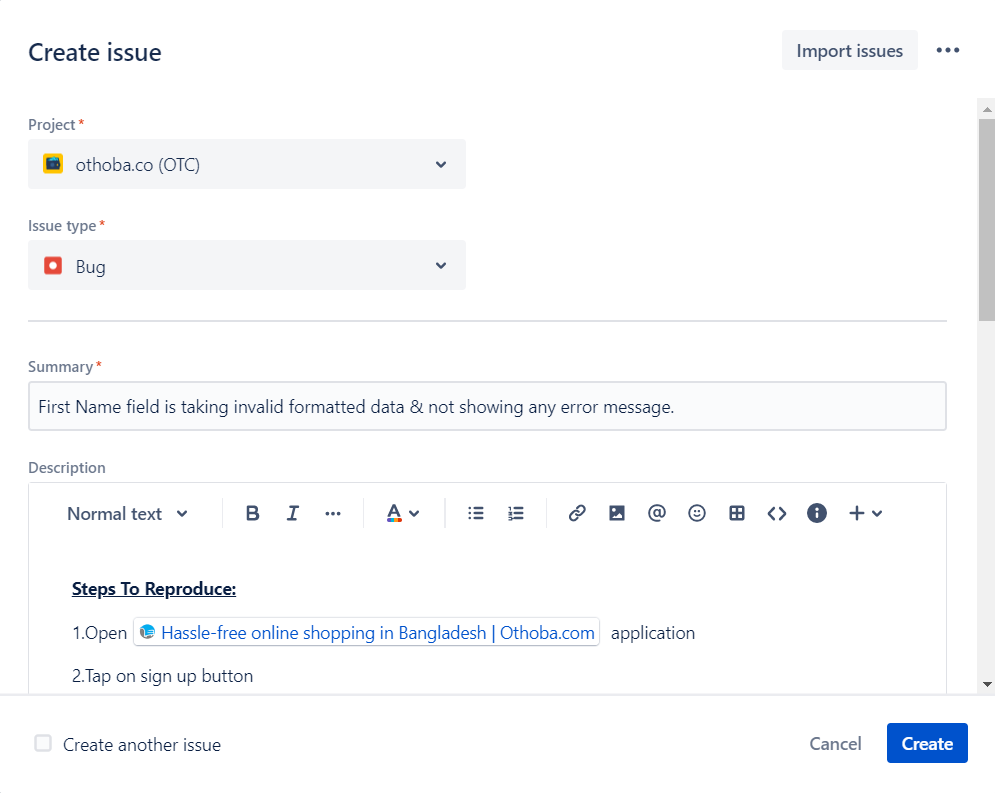 Create issue
Import issues
Project *
othoba.co (OTC)
Issue type *
Bug
Summary *
First Name field is taking invalid formatted data & not showing any error message.
Description
Normal text
B I A @
Steps To Reproduce:
1.Open Hassle-free online shopping in Bangladesh | Othoba.com application
2.Tap on sign up button
Create another issue
Cancel
Create